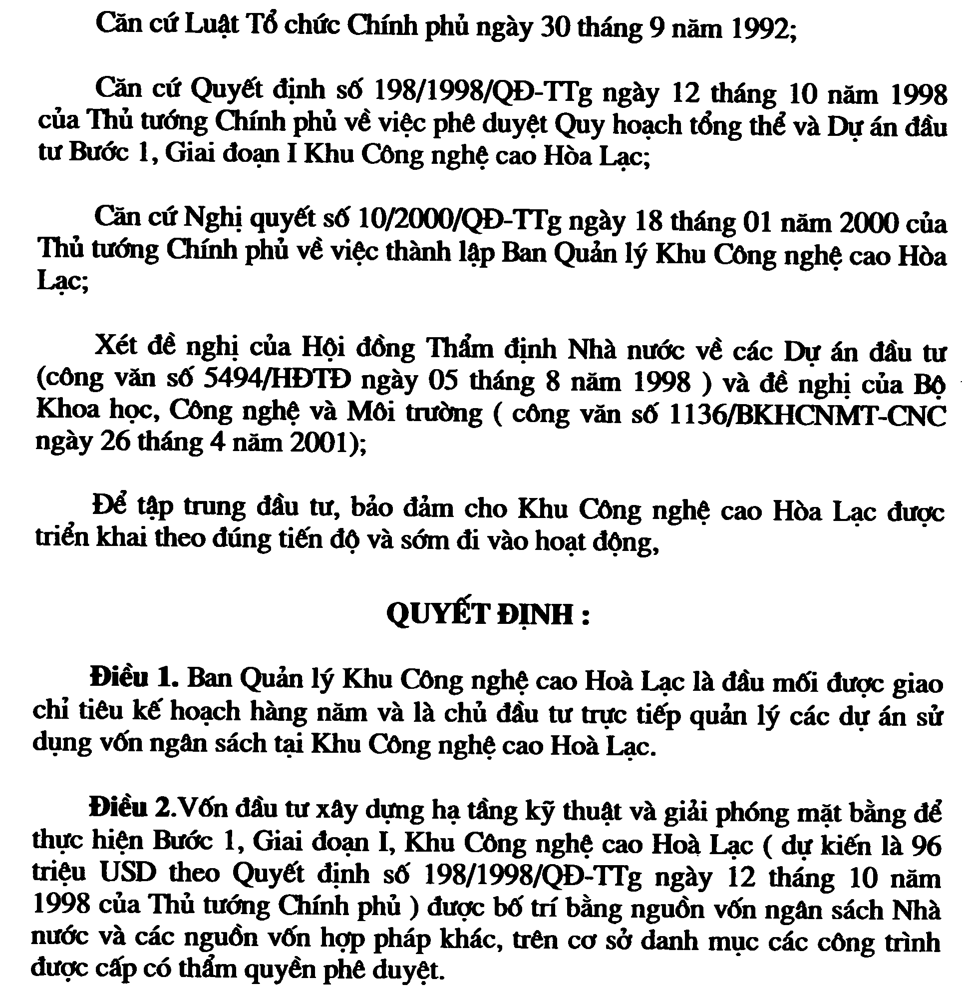 Căn cứ Luật Tổ chức Chính phủ ngày 30 tháng 9 năm 1992;
Căn cứ Quyết định số 198/1998/QĐ-TTg ngày 12 tháng 10 năm 1998
của Thủ tướng Chính phủ về việc phê duyệt Quy hoạch tổng thể và Dự án đầu
tư Bước 1, Giai đoạn I Khu Công nghệ cao Hòa Lạc;
Căn cứ Nghị quyết số 10/2000/QĐ-TTg ngày 18 tháng 01 năm 2000 của
Thủ tướng Chính phủ về việc thành lập Ban Quản lý Khu Công nghệ cao Hòa
Lạc;
Xét đề nghị của Hội đồng Thẩm định Nhà nước về các Dự án đầu tư
(công văn số 5494/HĐTĐ ngày 05 tháng 8 năm 1998 ) và đề nghị của Bộ
Khoa học, Công nghệ và Môi trường ( công văn số 1136/BKHCNMT-CNC
ngày 26 tháng 4 năm 2001);
Để tập trung đầu tư, bảo đảm cho Khu Công nghệ cao Hòa Lạc được
triển khai theo đúng tiến độ và sớm đi vào hoạt động,
QUYẾT ĐỊNH :
Điều 1. Ban Quản lý Khu Công nghệ cao Hoà Lạc là đầu mối được giao
chỉ tiêu kế hoạch hàng năm và là chủ đầu tư trực tiếp quản lý các dự án sử
dụng vốn ngân sách tại Khu Công nghệ cao Hoà Lạc.
Điều 2.Vốn đầu tư xây dựng hạ tầng kỹ thuật và giải phóng mặt bằng để
thực hiện Bước 1, Giai đoạn I, Khu Công nghệ cao Hoà Lạc ( dự kiến là 96
triệu USD theo Quyết định số 198/1998/QĐ-TTg ngày 12 tháng 10 năm
1998 của Thủ tướng Chính phủ ) được bố trí bằng nguồn vốn ngân sách Nhà
nước và các nguồn vốn hợp pháp khác, trên cơ sở danh mục các công trình
được cấp có thẩm quyền phê duyệt.